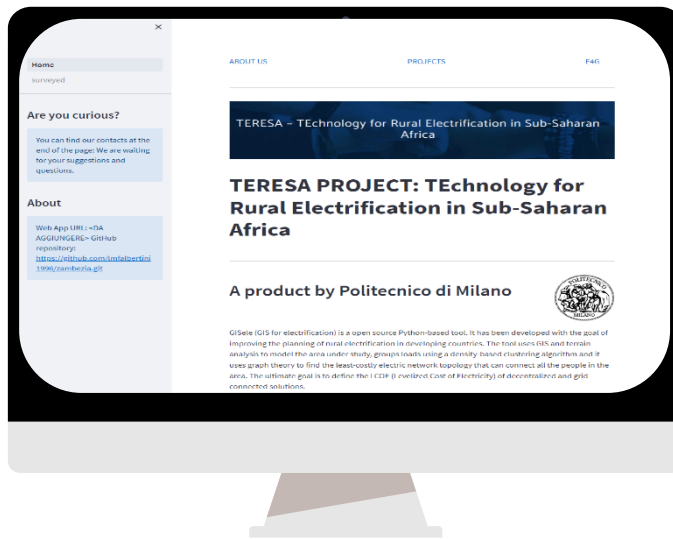 ×
Home
surveyed
Are you curious?
You can find our contacts at the
end of the page: We are waiting
for your suggestions and
questions.
About
Web App URL: <DA
AGGIUNGERE> GitHub
repository:
https://github.com/lmfalbertini
1996/zambezia.git
ABOUT US
PROJECTS
E4G
TERESA – TEchnology for Rural Electrification in Sub-Saharan
Africa
TERESA PROJECT: TEchnology for
Rural Electrification in Sub-Saharan
Africa
A product by Politecnico di Milano
POLITECNICO
MILANO
GISele (GIS for electrification) is a open source Python-based tool. It has been developed with the goal of
improving the planning of rural electrification in developing countries. The tool uses GIS and terrain
analysis to model the area under study, groups loads using a density-based clustering algorithm and it
uses graph theory to find the least-costly electric network topology that can connect all the people in the
area. The ultimate goal is to define the LCOE (Levelized Cost of Electricity) of decentralized and grid
connected solutions.